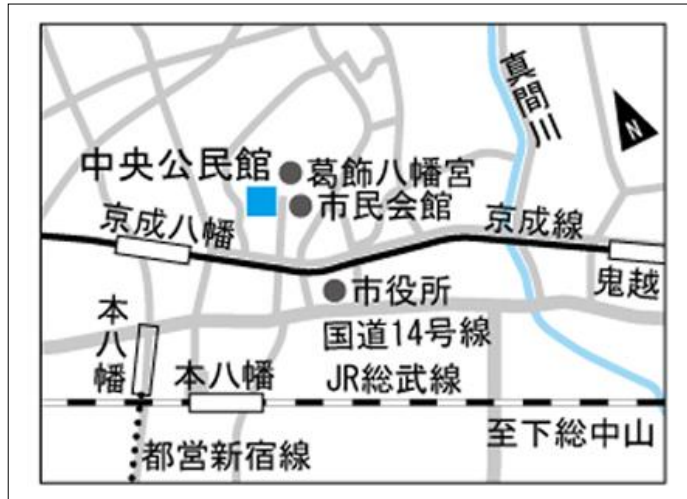 真間川
N
中央公民館
葛飾八幡宮
市民会館
京成八幡
京成線
鬼越
市役所
本八幡
国道14号線
本八幡
JR総武線
至下総中山
都営新宿線